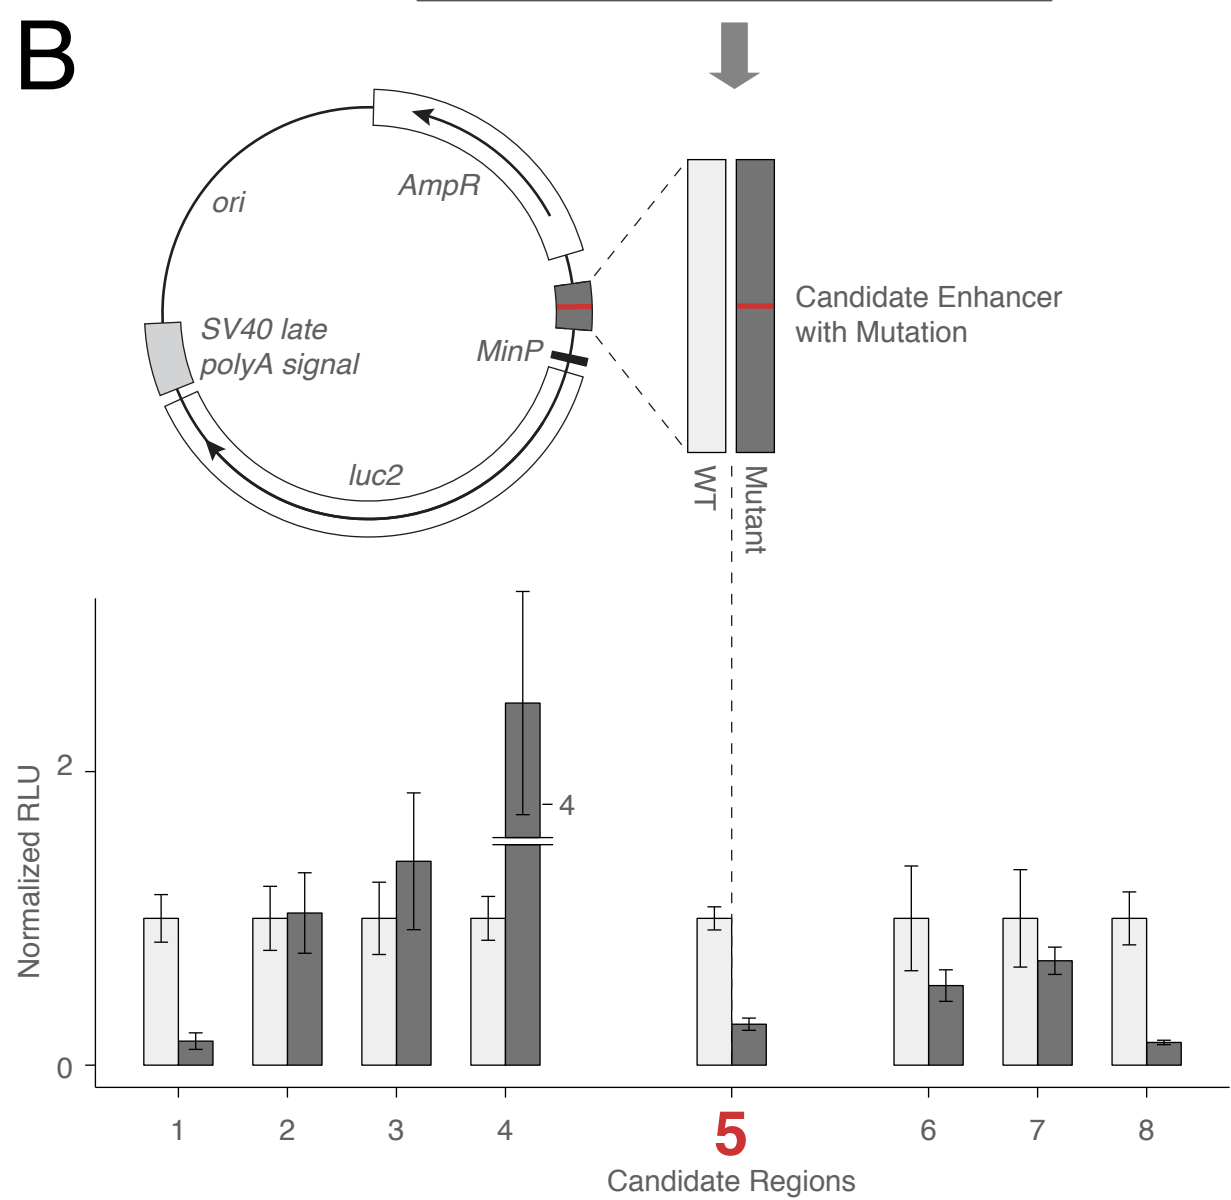 B
AmpR
ori
SV40 late
polyA signal
MinP
luc2
Candidate Enhancer
with Mutation
WT
Mutant
Normalized RLU
2
4
0
1
2
3
4
5
6
7
8
Candidate Regions